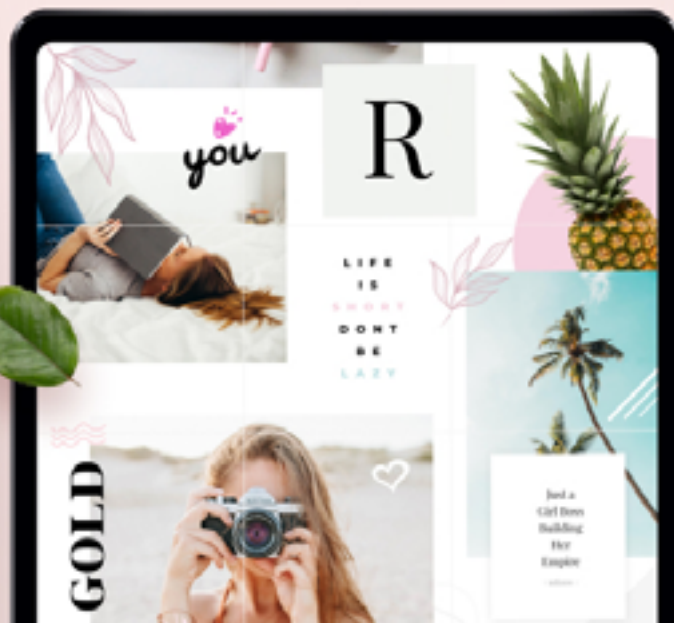 you
R
LIFE
IS
SHORT
DONT
BE
LAZY
GOLD
Just a
Girl Boss
Building
Her
Empire